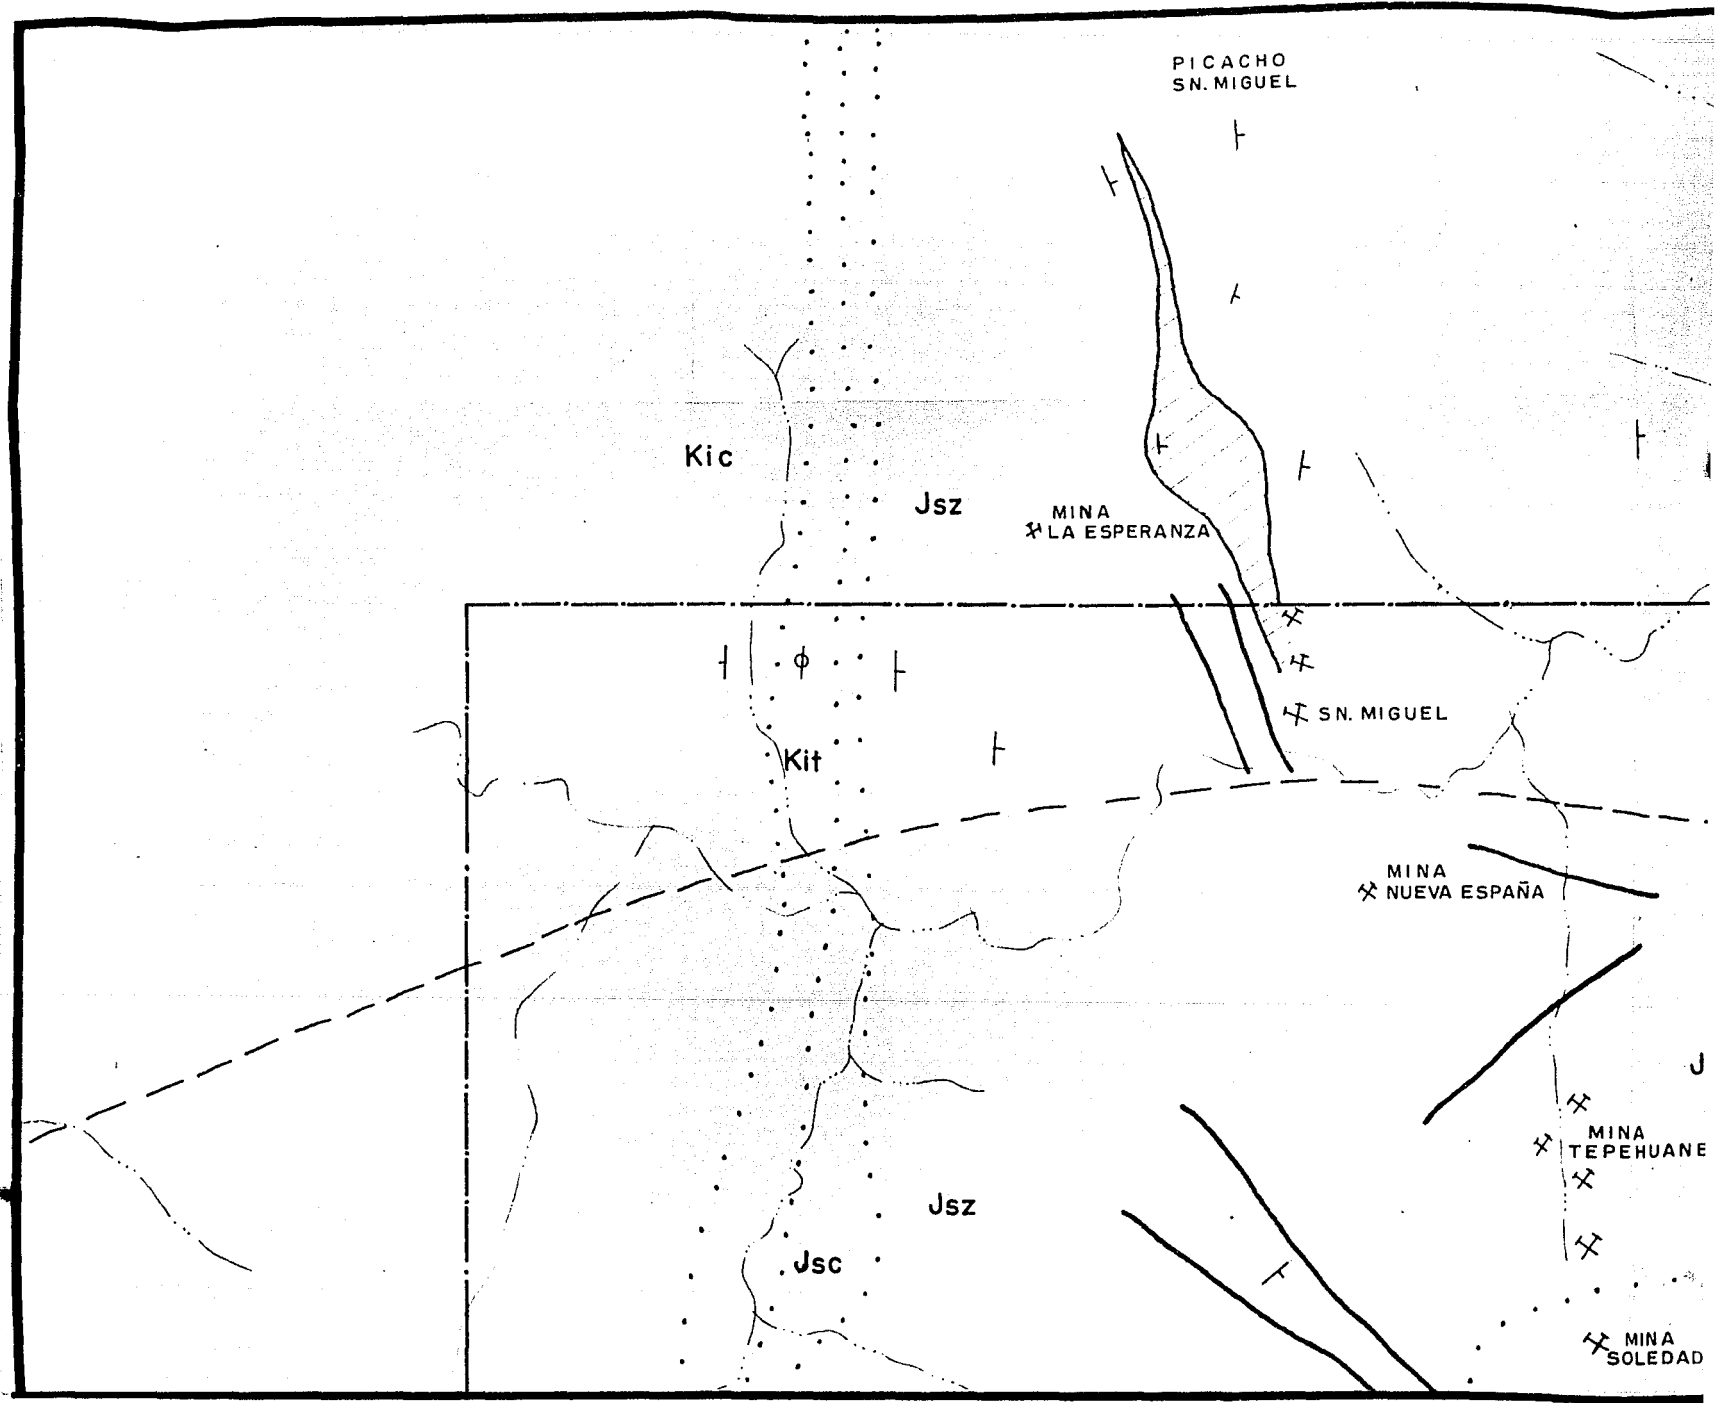 PICACHO
SN. MIGUEL
Kic
Jsz
MINA
LA ESPERANZA
SN. MIGUEL
Kit
MINA
NUEVA ESPAÑA
J
MINA
TEPEHUANE
Jsz
Jsc
MINA
SOLEDAD